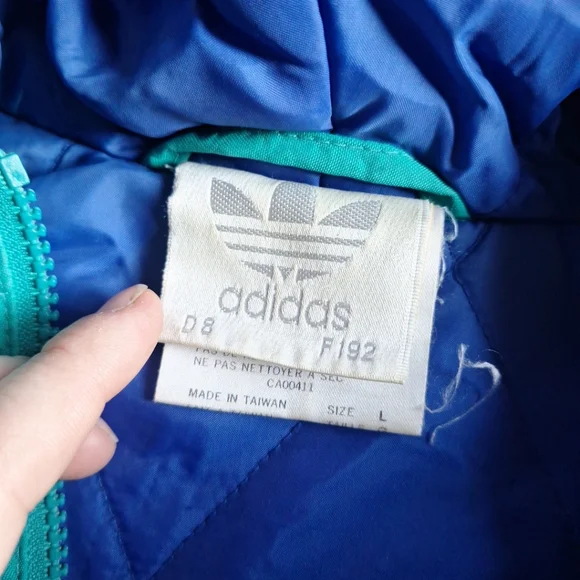 adidas
D8 F192
NE PAS NETTOYER A SEC
CA00411
MADE IN TAIWAN SIZE L